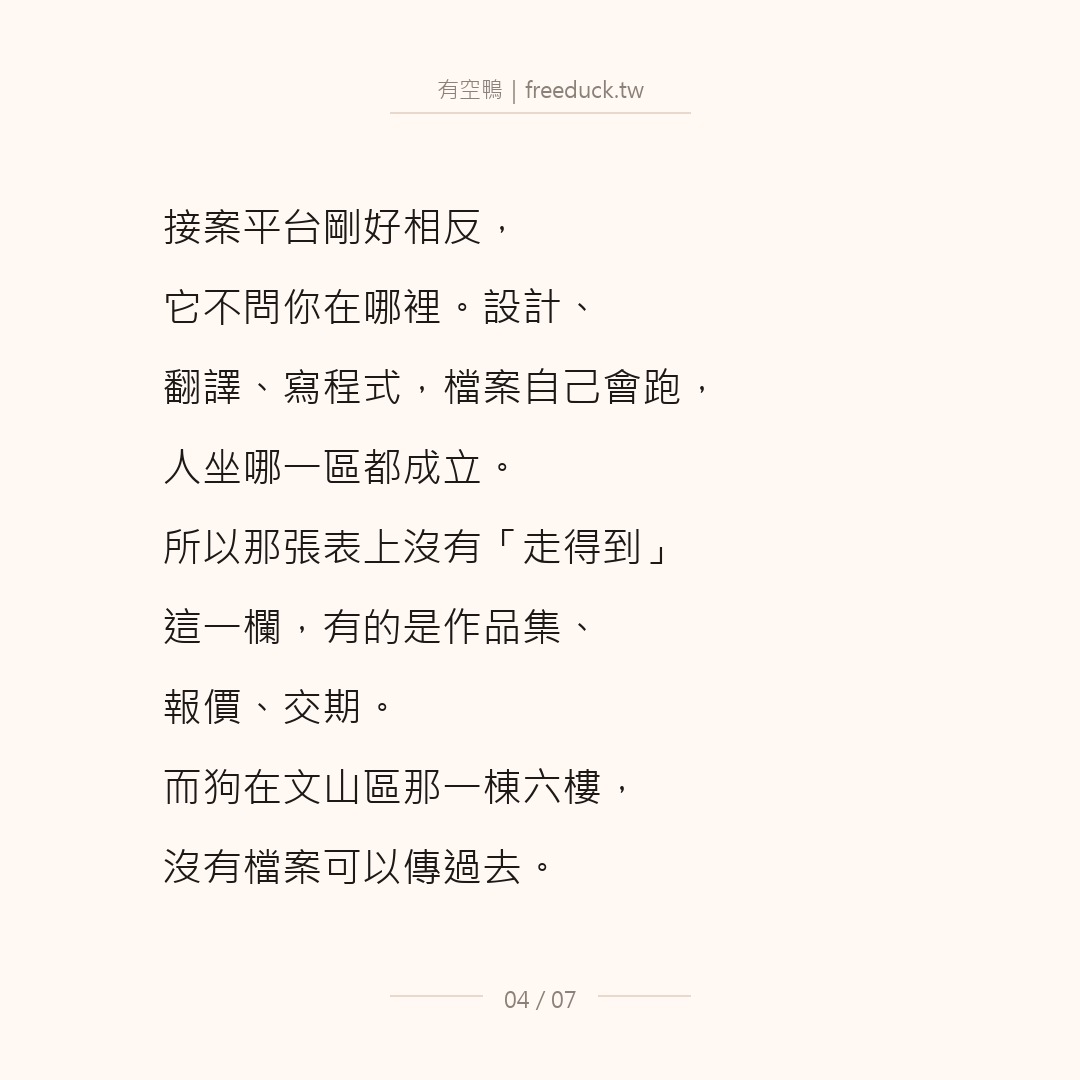 有空鴨｜freeduck.tw
接案平台剛好相反，
它不問你在哪裡。設計、
翻譯、寫程式，檔案自己會跑，
人坐哪一區都成立。
所以那張表上沒有「走得到」
這一欄，有的是作品集、
報價、交期。
而狗在文山區那一棟六樓，
沒有檔案可以傳過去。
04 / 07